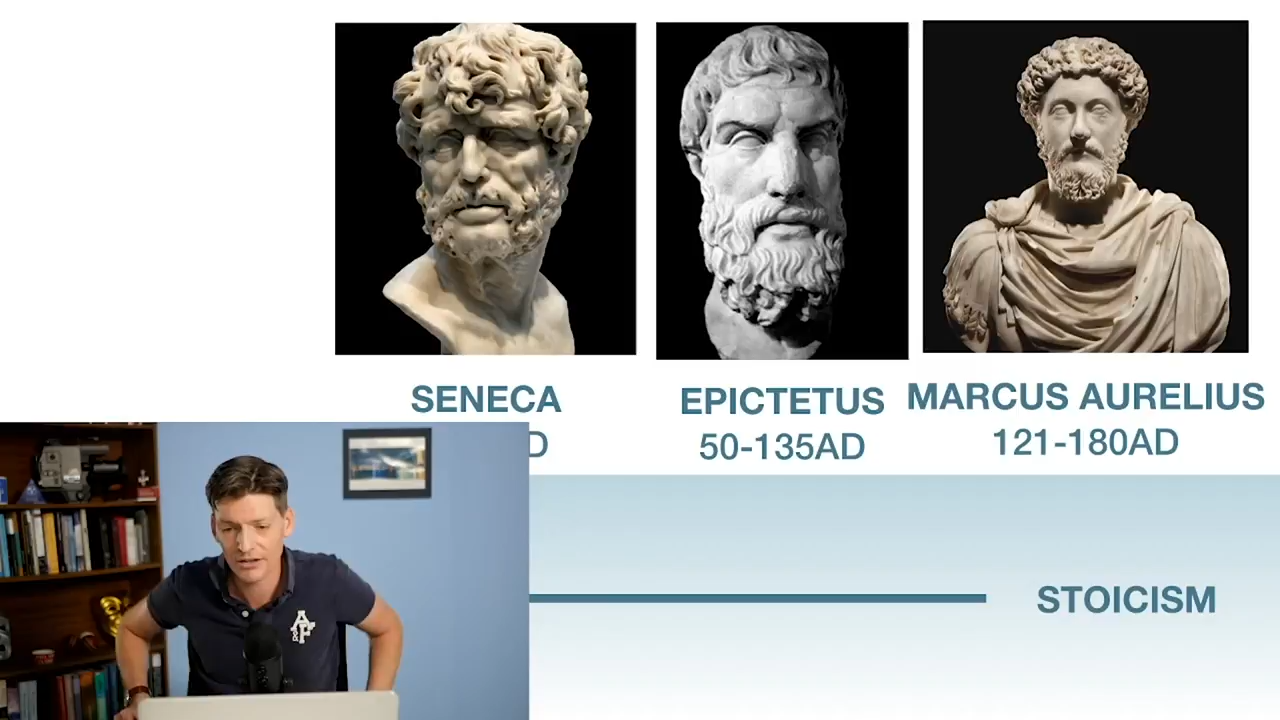 SENECA
EPICTETUS
MARCUS AURELIUS
D
50-135AD
121-180AD
STOICISM